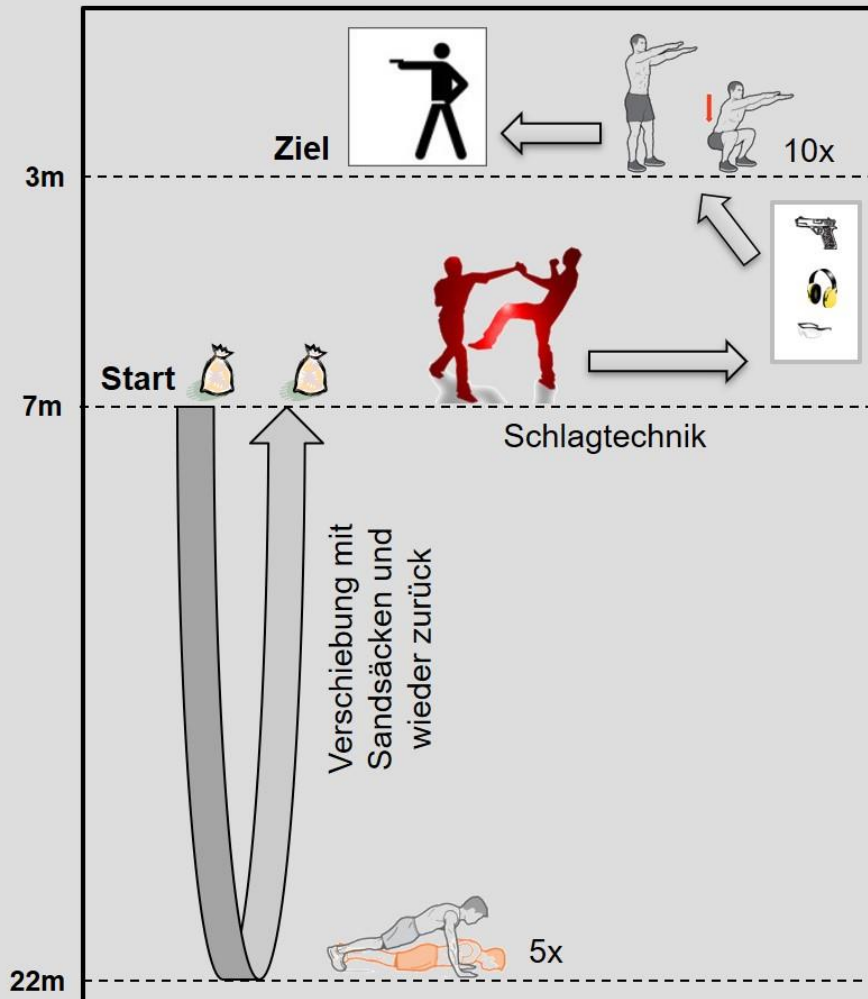 Ziel
10x
3m
Start
7m
Schlagtechnik
Verschiebung mit
Sandsäcken und
wieder zurück
5x
22m